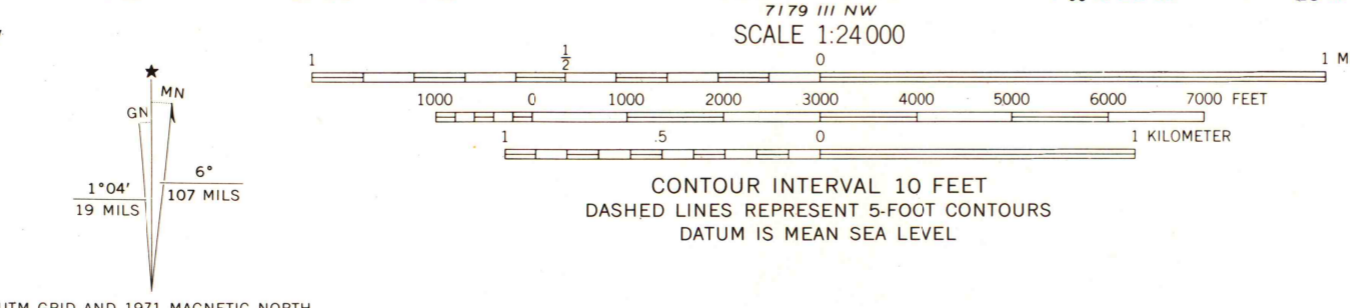 7179 III NW
SCALE 1:24 000
1 ½ 0 1 M
1000 0 1000 2000 3000 4000 5000 6000 7000 FEET
1 .5 0 1 KILOMETER
CONTOUR INTERVAL 10 FEET
DASHED LINES REPRESENT 5-FOOT CONTOURS
DATUM IS MEAN SEA LEVEL
★
MN
GN
6°
107 MILS
1°04′
19 MILS
UTM GRID AND 1971 MAGNETIC NORTH